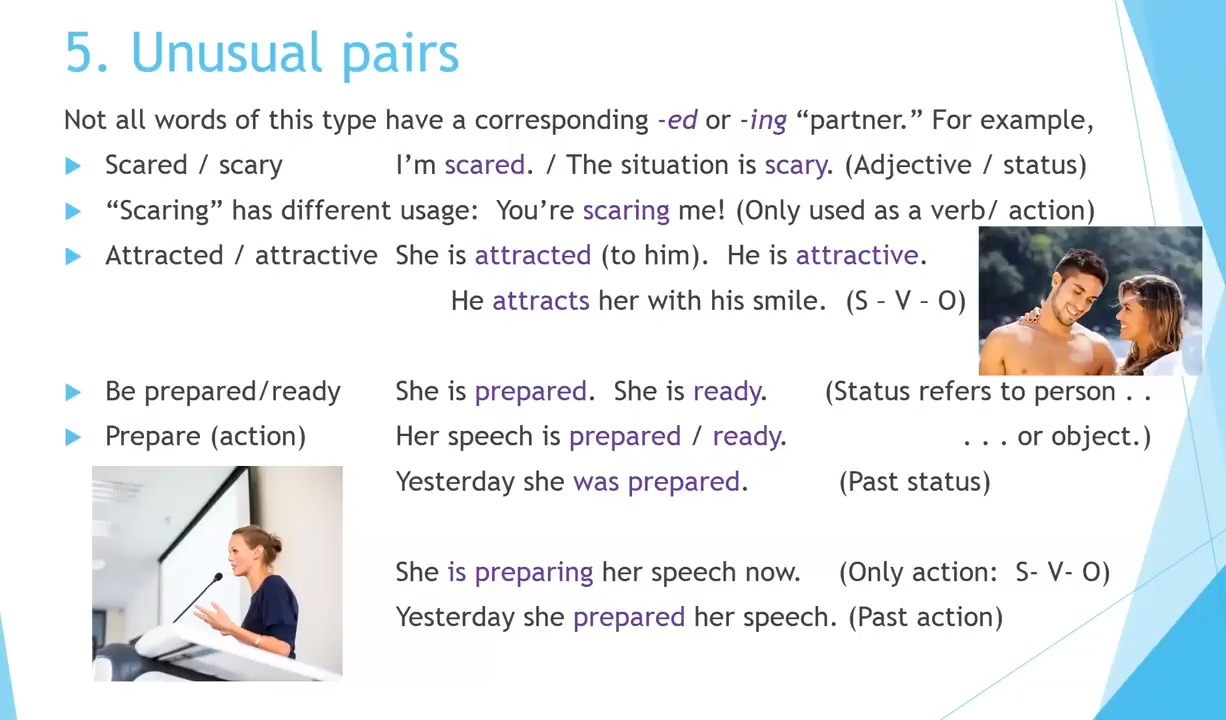 5. Unusual pairs
Not all words of this type have a corresponding -ed or -ing “partner.” For example,
Scared / scary I’m scared. / The situation is scary. (Adjective / status)
“Scaring” has different usage: You’re scaring me! (Only used as a verb/ action)
Attracted / attractive She is attracted (to him). He is attractive.
He attracts her with his smile. (S – V – O)
Be prepared/ready She is prepared. She is ready. (Status refers to person . .
Prepare (action) Her speech is prepared / ready. . . . or object.)
Yesterday she was prepared. (Past status)
She is preparing her speech now. (Only action: S- V- O)
Yesterday she prepared her speech. (Past action)